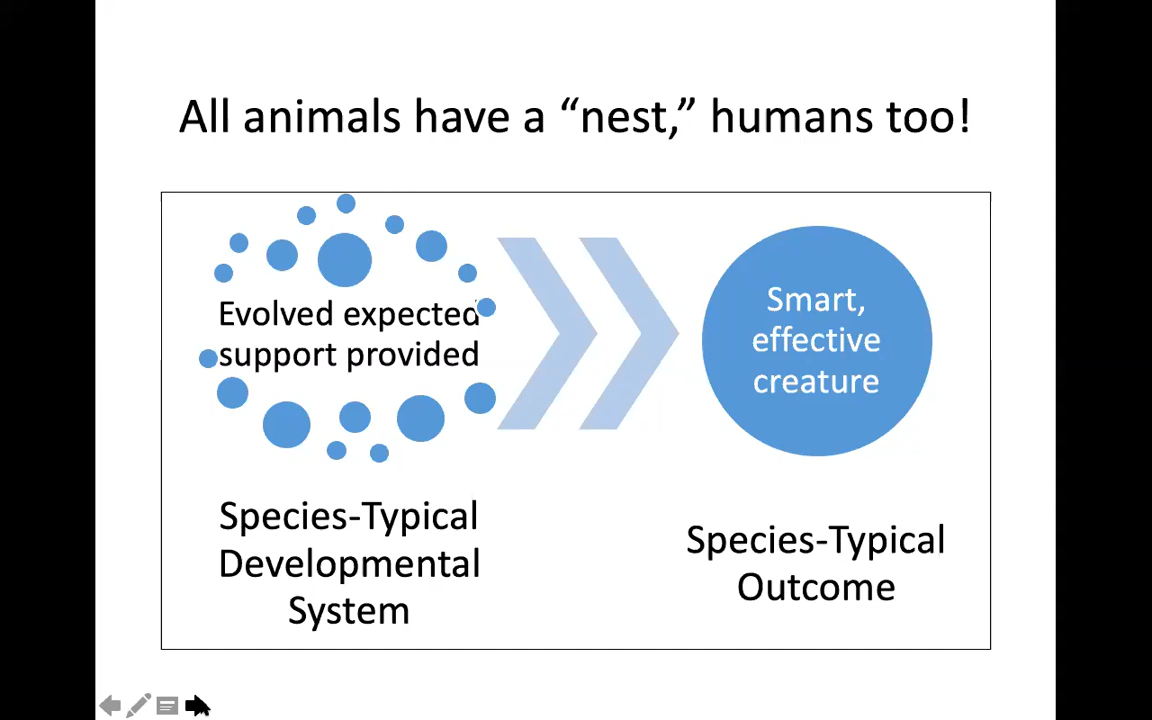 All animals have a “nest,” humans too!
Evolved expected
support provided
Smart,
effective
creature
Species-Typical
Developmental
System
Species-Typical
Outcome